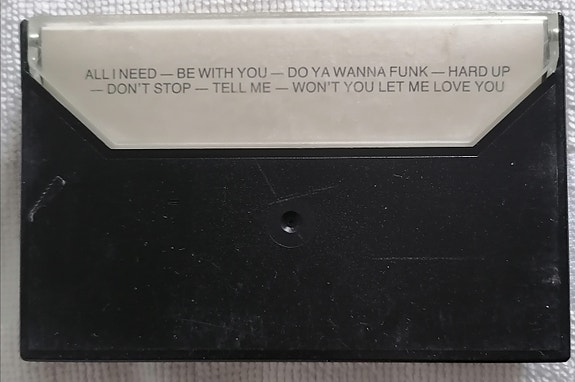 ALL I NEED — BE WITH YOU — DO YA WANNA FUNK — HARD UP
— DON'T STOP — TELL ME — WON'T YOU LET ME LOVE YOU